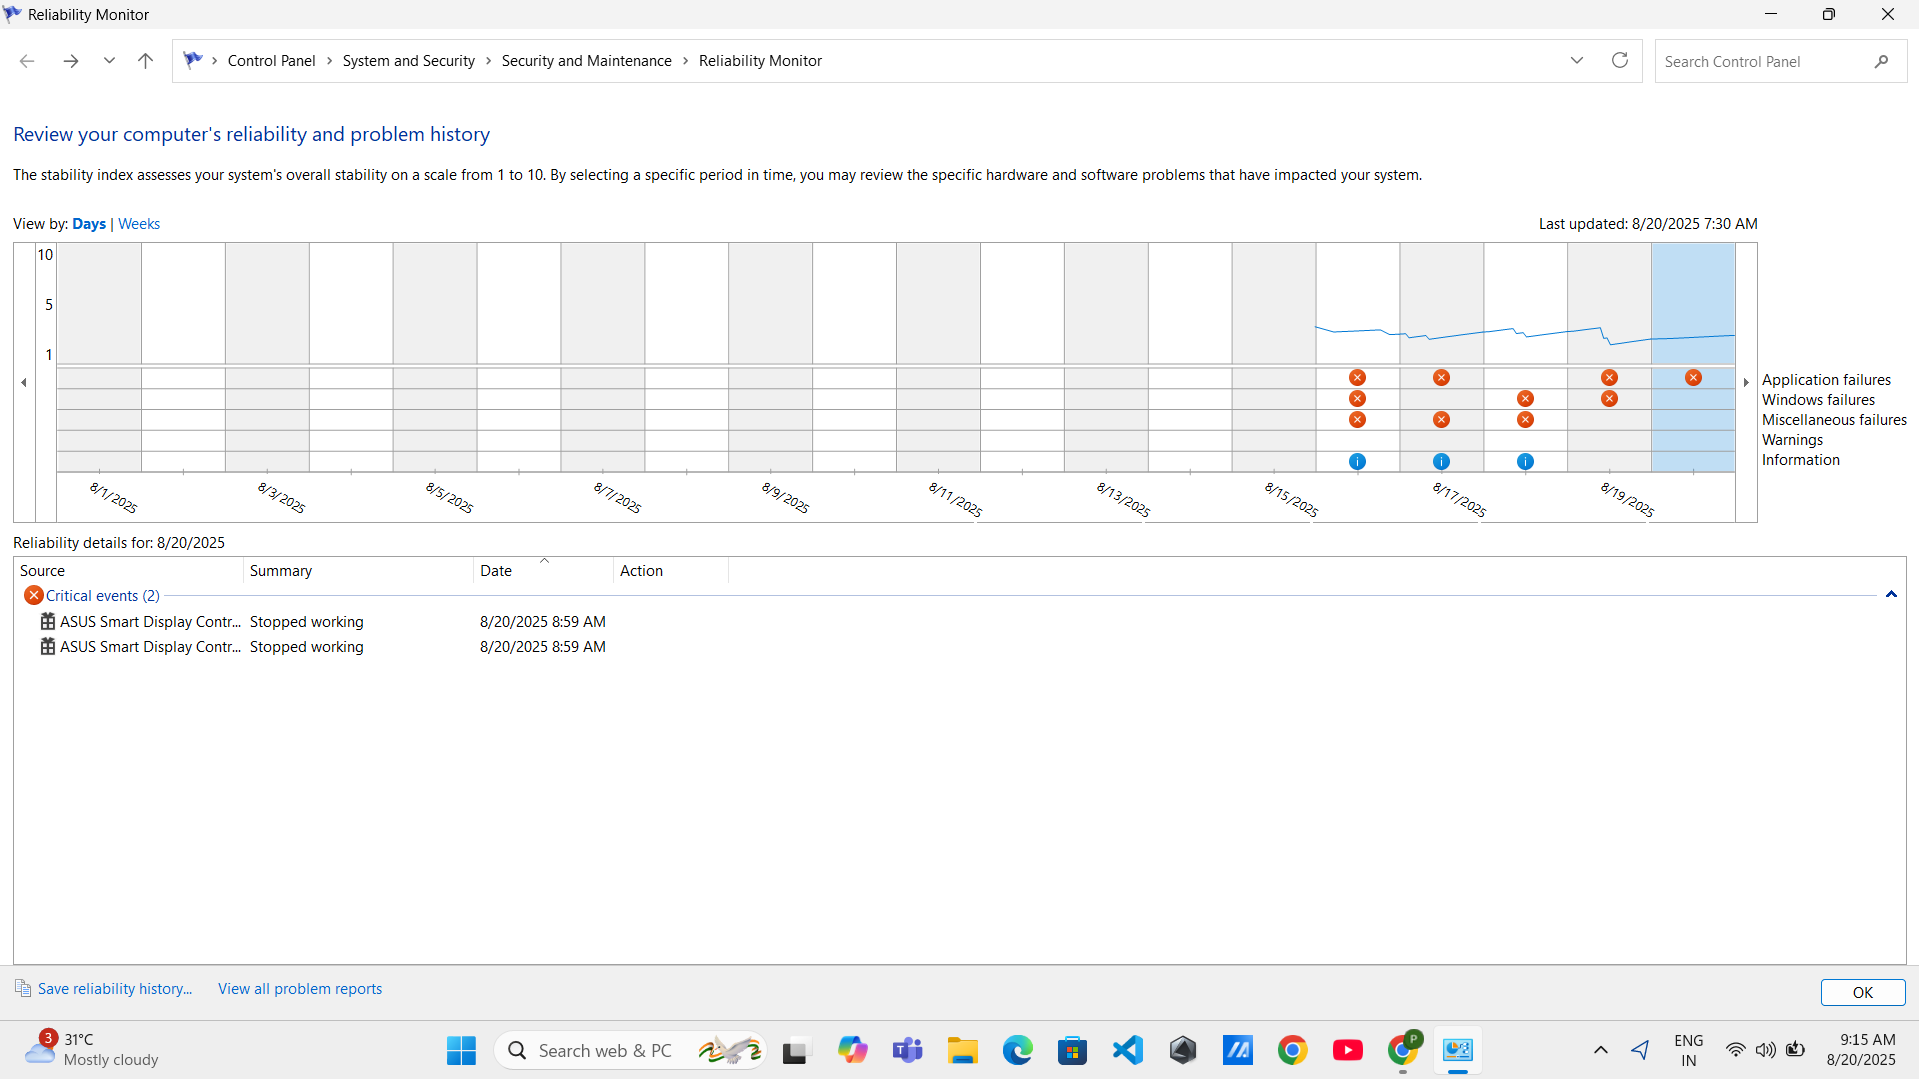 Reliability Monitor
Control Panel > System and Security > Security and Maintenance > Reliability Monitor
Search Control Panel
Review your computer's reliability and problem history
The stability index assesses your system's overall stability on a scale from 1 to 10. By selecting a specific period in time, you may review the specific hardware and software problems that have impacted your system.
View by: Days | Weeks
Last updated: 8/20/2025 7:30 AM
10
5
1
Application failures
Windows failures
Miscellaneous failures
Warnings
Information
8/1/2025 8/3/2025 8/5/2025 8/7/2025 8/9/2025 8/11/2025 8/13/2025 8/15/2025 8/17/2025 8/19/2025
Reliability details for: 8/20/2025
Source Summary Date Action
Critical events (2)
ASUS Smart Display Contr... Stopped working 8/20/2025 8:59 AM
ASUS Smart Display Contr... Stopped working 8/20/2025 8:59 AM
Save reliability history... View all problem reports
OK
3
31°C
Mostly cloudy
Search web & PC
P
ENG
IN
9:15 AM
8/20/2025